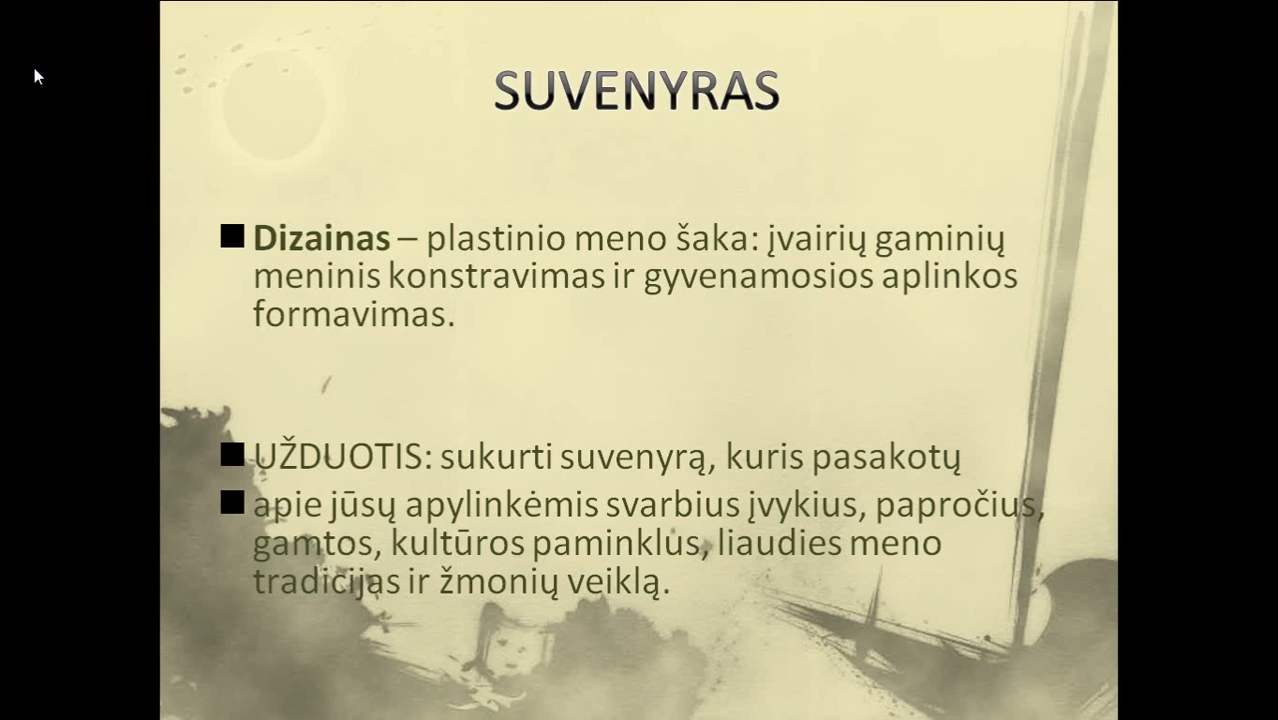 SUVENYRAS
Dizainas – plastinio meno šaka: įvairių gaminių
meninis konstravimas ir gyvenamosios aplinkos
formavimas.
UŽDUOTIS: sukurti suvenyrą, kuris pasakotų
apie jūsų apylinkėmis svarbius įvykius, papročius,
gamtos, kultūros paminklus, liaudies meno
tradicijas ir žmonių veiklą.